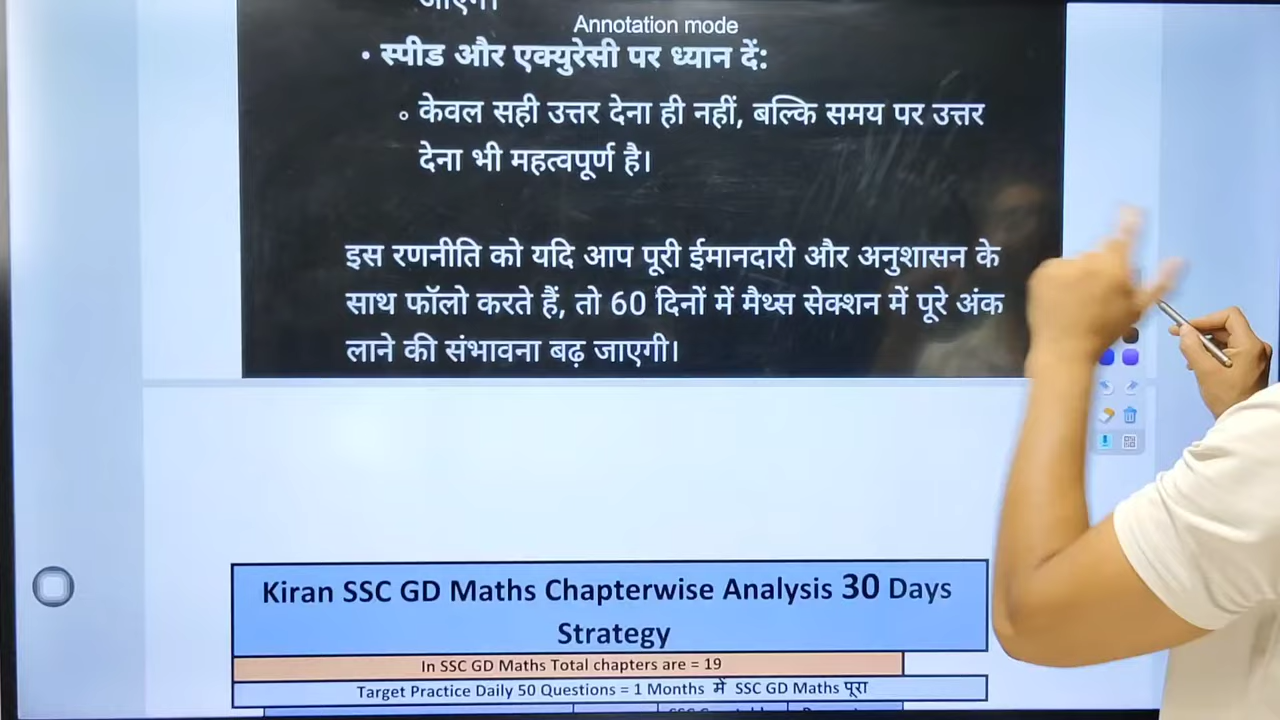 जाएग।
Annotation mode
• स्पीड और एक्युरेसी पर ध्यान दें:
◦ केवल सही उत्तर देना ही नहीं, बल्कि समय पर उत्तर
देना भी महत्वपूर्ण है।
इस रणनीति को यदि आप पूरी ईमानदारी और अनुशासन के
साथ फॉलो करते हैं, तो 60 दिनों में मैथ्स सेक्शन में पूरे अंक
लाने की संभावना बढ़ जाएगी।
Kiran SSC GD Maths Chapterwise Analysis 30 Days
Strategy
In SSC GD Maths Total chapters are = 19
Target Practice Daily 50 Questions = 1 Months में SSC GD Maths पूरा